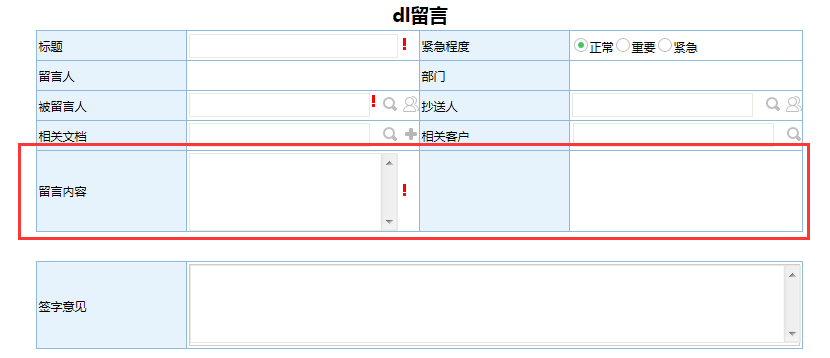 dl留言
标题 ! 紧急程度 正常 重要 紧急
留言人 部门
被留言人 ! 抄送人
相关文档 相关客户
留言内容 !
签字意见